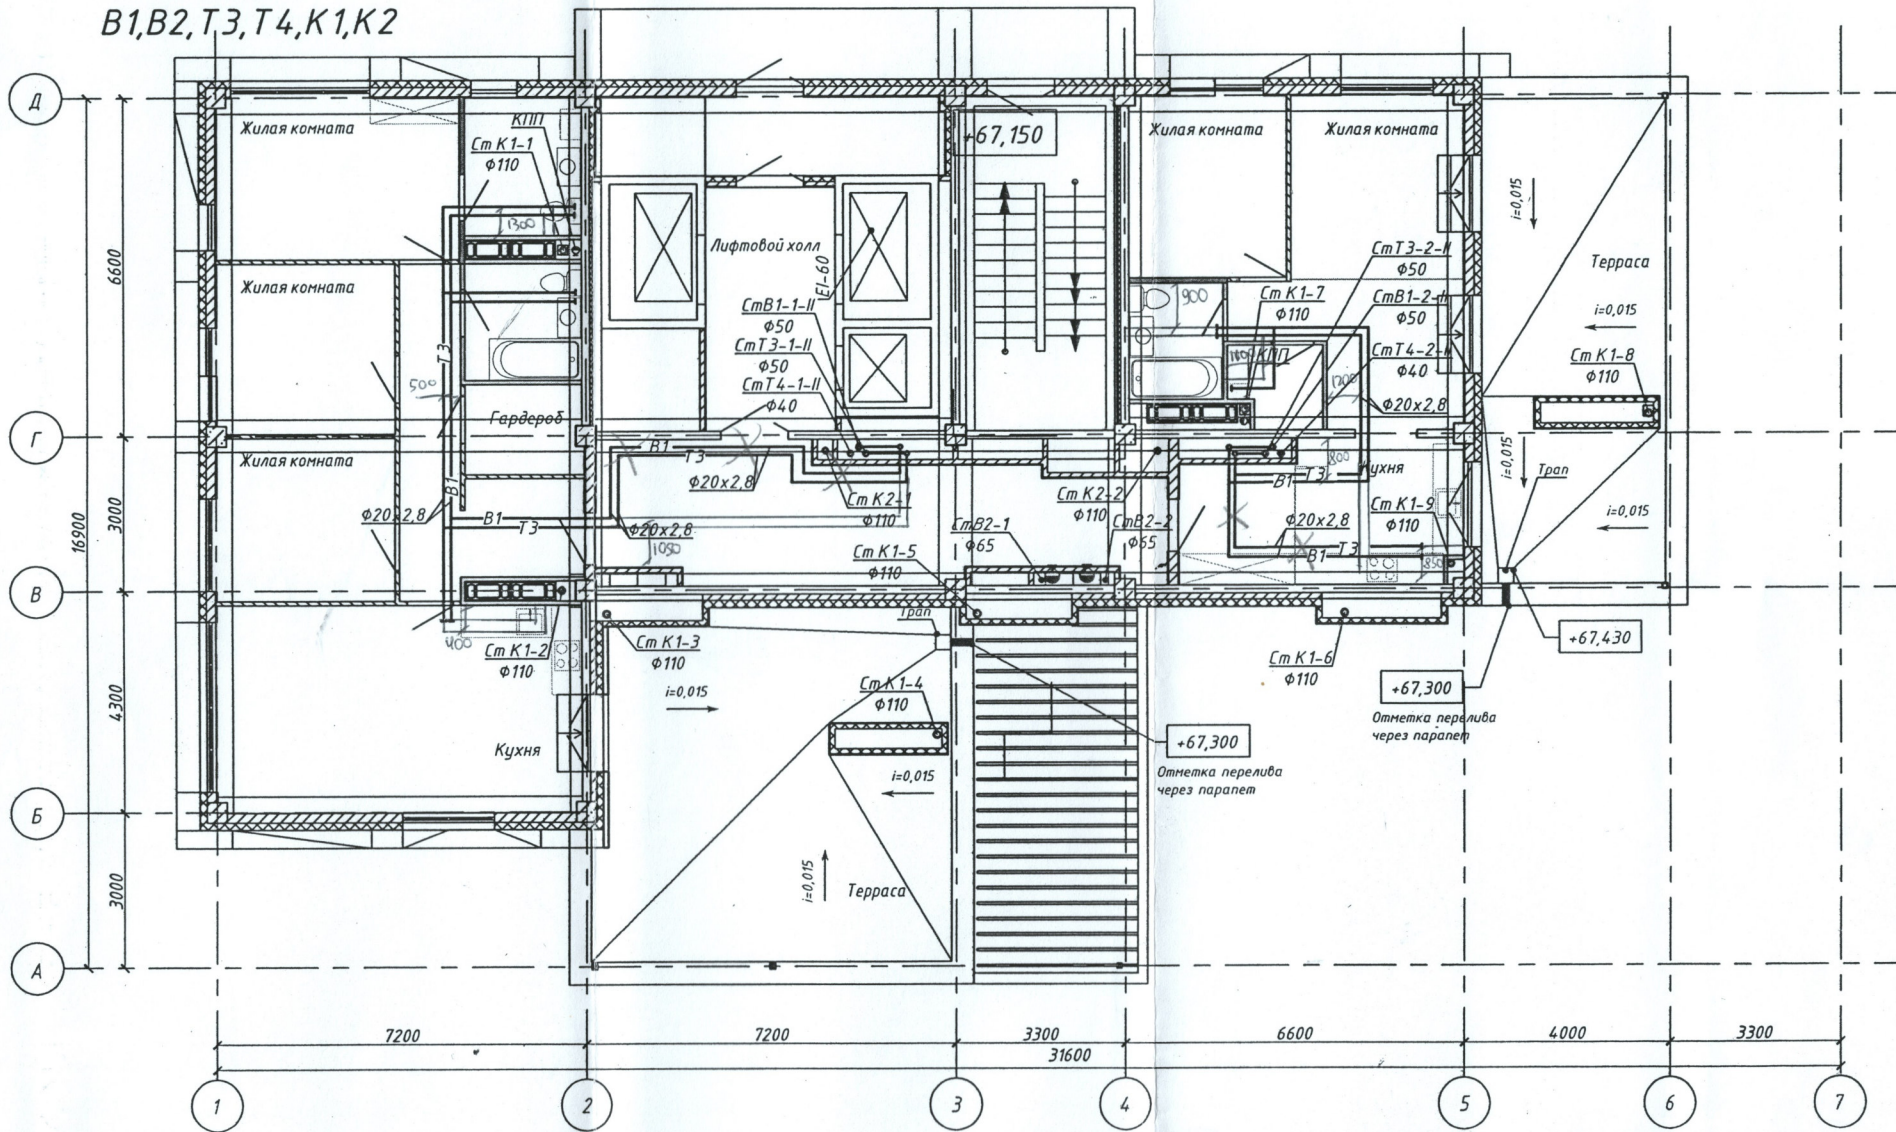 В1,В2,Т3,Т4,К1,К2
Д
Г
В
Б
А
16900
6600
3000
4300
3000
Жилая комната
КПП
Ст К1-1
Ф110
1300
Жилая комната
Т3
500
Гардероб
Жилая комната
В1
Ф20х2,8
В1
Т3
Ф20х2,8
1050
400
Ст К1-2
Ф110
Кухня
Лифтовой холл
EI-60
СтВ1-1-II
Ф50
СтТ3-1-II
Ф50
СтТ4-1-II
Ф40
В1
Т3
Ф20х2,8
Ст К2-1
Ф110
Ст К1-5
Ф110
СтВ2-1
Ф65
Ст К2-2
Ф110
СтВ2-2
Ф65
+67,150
Жилая комната
Жилая комната
900
Ст К1-7
Ф110
КПП
1200
СтТ3-2-II
Ф50
СтВ1-2-II
Ф50
СтТ4-2-II
Ф40
Ф20х2,8
800
Кухня
В1
Т3
Ст К1-9
Ф110
Ф20х2,8
В1
Т3
850
i=0,015
Терраса
i=0,015
Ст К1-8
Ф110
i=0,015
Трап
i=0,015
+67,430
+67,300
Отметка перелива
через парапет
Ст К1-6
Ф110
Ст К1-3
Ф110
Трап
i=0,015
Ст К1-4
Ф110
i=0,015
i=0,015
Терраса
+67,300
Отметка перелива
через парапет
7200
7200
3300
6600
4000
3300
31600
1
2
3
4
5
6
7